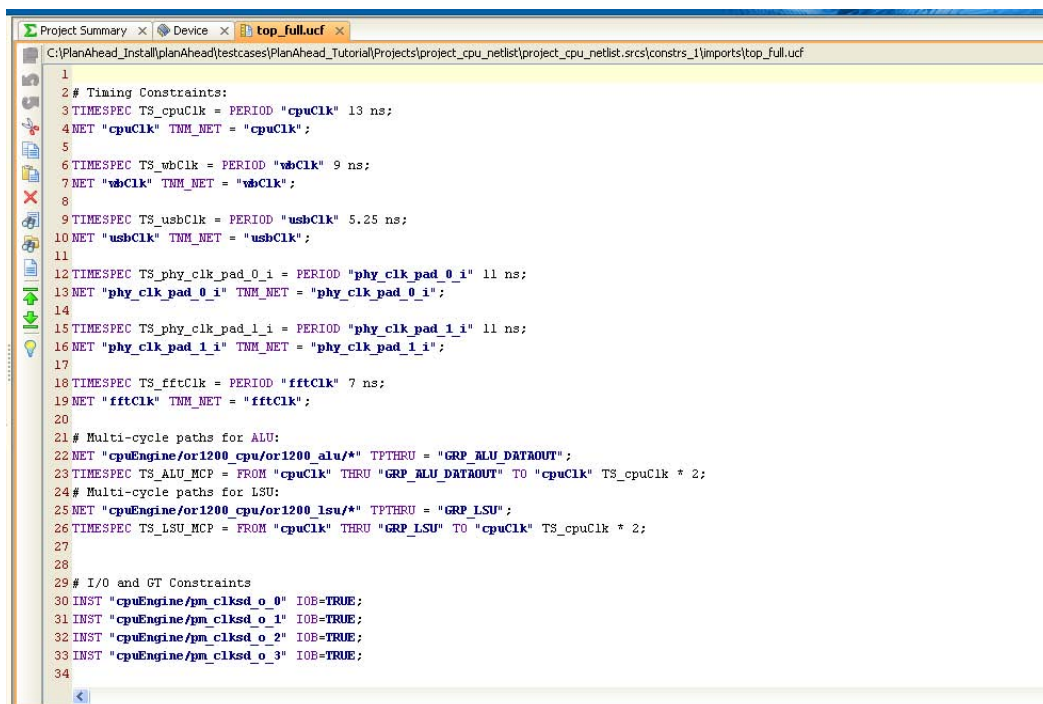 Project Summary × Device × top_full.ucf ×
C:\PlanAhead_Install\planAhead\testcases\PlanAhead_Tutorial\Projects\project_cpu_netlist\project_cpu_netlist.srcs\constrs_1\imports\top_full.ucf
1
2 # Timing Constraints:
3 TIMESPEC TS_cpuClk = PERIOD "cpuClk" 13 ns;
4 NET "cpuClk" TNM_NET = "cpuClk";
5
6 TIMESPEC TS_wbClk = PERIOD "wbClk" 9 ns;
7 NET "wbClk" TNM_NET = "wbClk";
8
9 TIMESPEC TS_usbClk = PERIOD "usbClk" 5.25 ns;
10 NET "usbClk" TNM_NET = "usbClk";
11
12 TIMESPEC TS_phy_clk_pad_0_i = PERIOD "phy_clk_pad_0_i" 11 ns;
13 NET "phy_clk_pad_0_i" TNM_NET = "phy_clk_pad_0_i";
14
15 TIMESPEC TS_phy_clk_pad_1_i = PERIOD "phy_clk_pad_1_i" 11 ns;
16 NET "phy_clk_pad_1_i" TNM_NET = "phy_clk_pad_1_i";
17
18 TIMESPEC TS_fftClk = PERIOD "fftClk" 7 ns;
19 NET "fftClk" TNM_NET = "fftClk";
20
21 # Multi-cycle paths for ALU:
22 NET "cpuEngine/or1200_cpu/or1200_alu/*" TPTHRU = "GRP_ALU_DATAOUT";
23 TIMESPEC TS_ALU_MCP = FROM "cpuClk" THRU "GRP_ALU_DATAOUT" TO "cpuClk" TS_cpuClk * 2;
24 # Multi-cycle paths for LSU:
25 NET "cpuEngine/or1200_cpu/or1200_lsu/*" TPTHRU = "GRP_LSU";
26 TIMESPEC TS_LSU_MCP = FROM "cpuClk" THRU "GRP_LSU" TO "cpuClk" TS_cpuClk * 2;
27
28
29 # I/O and GT Constraints
30 INST "cpuEngine/pm_clksd_o_0" IOB=TRUE;
31 INST "cpuEngine/pm_clksd_o_1" IOB=TRUE;
32 INST "cpuEngine/pm_clksd_o_2" IOB=TRUE;
33 INST "cpuEngine/pm_clksd_o_3" IOB=TRUE;
34